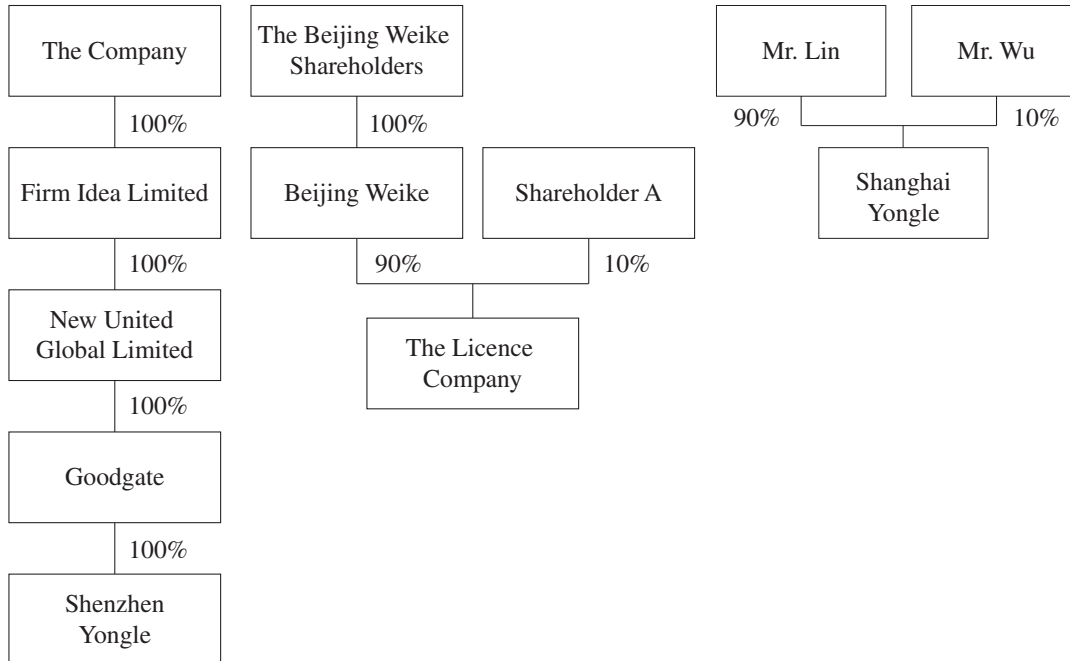 The Company
The Beijing Weike
Shareholders
Mr. Lin
Mr. Wu
100%
100%
90%
10%
Firm Idea Limited
Beijing Weike
Shareholder A
Shanghai
Yongle
100%
90%
10%
New United
Global Limited
The Licence
Company
100%
Goodgate
100%
Shenzhen
Yongle